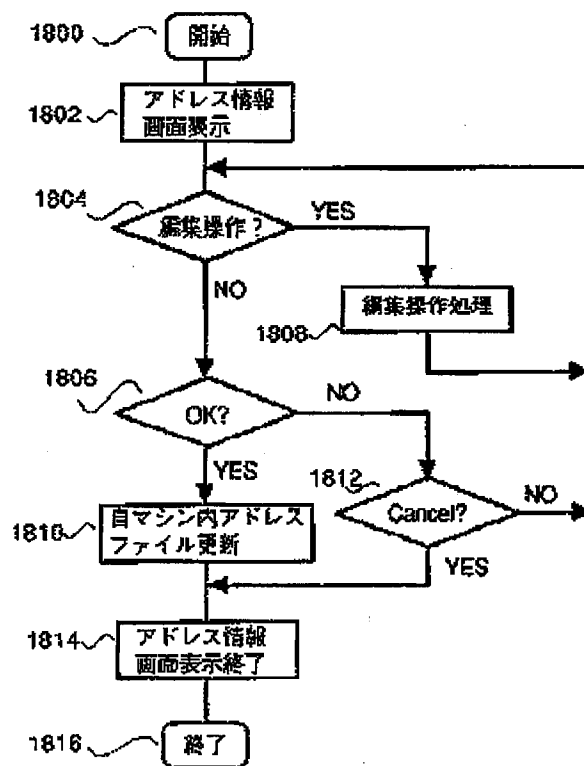 1800
開始
1802
アドレス情報
画面表示
1804
編集操作?
YES
NO
編集操作処理
1808
1806
OK?
NO
YES
1812
Cancel?
NO
YES
1810
自マシン内アドレス
ファイル更新
1814
アドレス情報
画面表示終了
1816
終了